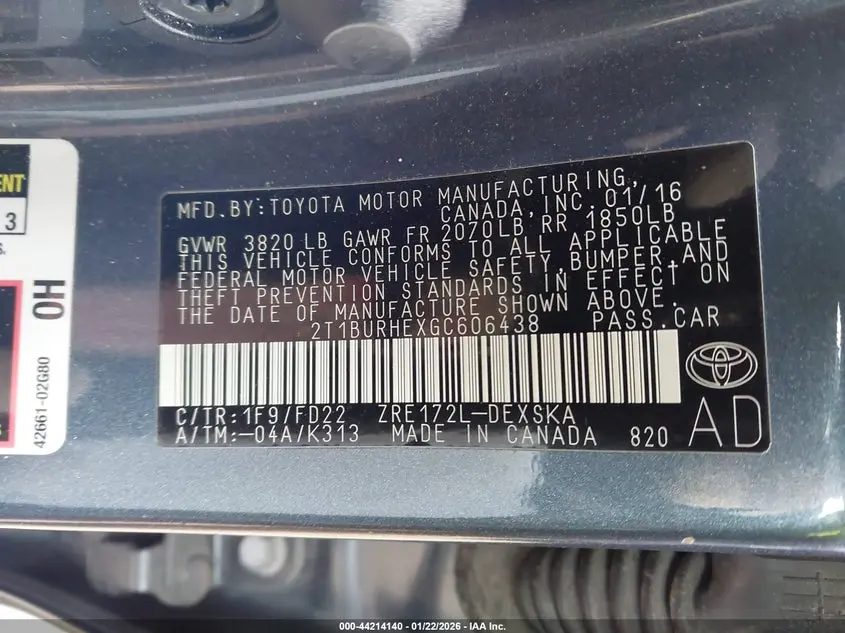 MFD.BY:TOYOTA MOTOR MANUFACTURING,
CANADA, INC. 01/16
GVWR 3820 LB GAWR FR 2070LB RR 1850LB
THIS VEHICLE CONFORMS TO ALL APPLICABLE
FEDERAL MOTOR VEHICLE SAFETY,BUMPER,AND
THEFT PREVENTION STANDARDS IN EFFECT ON
THE DATE OF MANUFACTURE SHOWN ABOVE.
2T1BURHEXGC606438 PASS.CAR
C/TR:1F9/FD22 ZRE172L-DEXSKA
A/TM:-04A/K313 MADE IN CANADA 820
AD
3
OH
42661-02G80
000-44214140 - 01/22/2026 - IAA Inc.